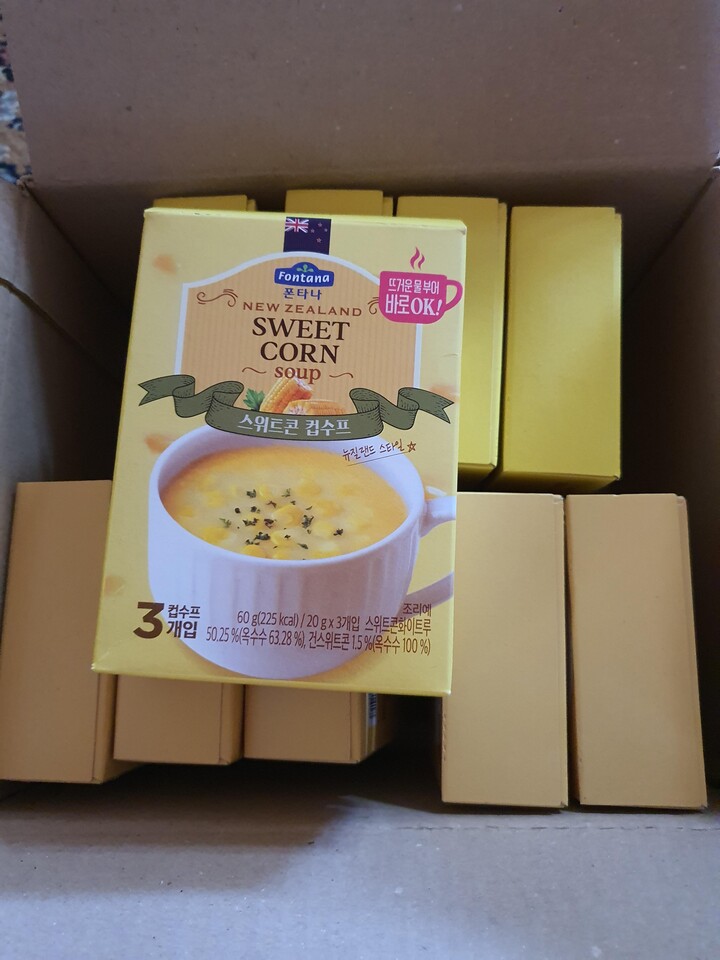 Fontana
폰타나
NEW ZEALAND
SWEET
CORN
soup
뜨거운 물 부어
바로OK!
스위트콘 컵수프
뉴질랜드 스타일
3 컵수프
개입
조리예
60 g(225 kcal) / 20 g x 3개입 스위트콘화이트루
50.25 %(옥수수 63.28 %), 건스위트콘 1.5 %(옥수수 100 %)